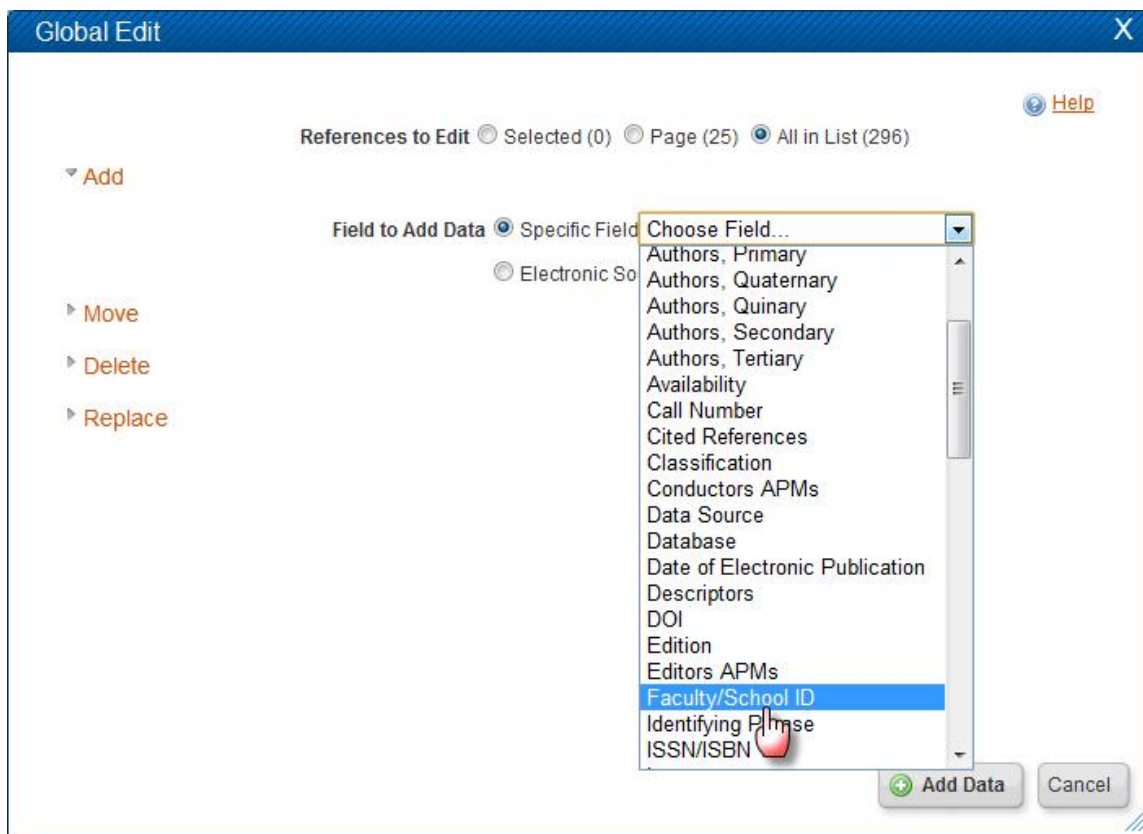 Global Edit X
Help
References to Edit Selected (0) Page (25) All in List (296)
Add
Field to Add Data Specific Field Choose Field...
Authors, Primary
Electronic So
Authors, Quaternary
Authors, Quinary
Move
Authors, Secondary
Authors, Tertiary
Delete
Availability
Call Number
Replace
Cited References
Classification
Conductors APMs
Data Source
Database
Date of Electronic Publication
Descriptors
DOI
Edition
Editors APMs
Faculty/School ID
Identifying Phrase
ISSN/ISBN
Add Data Cancel